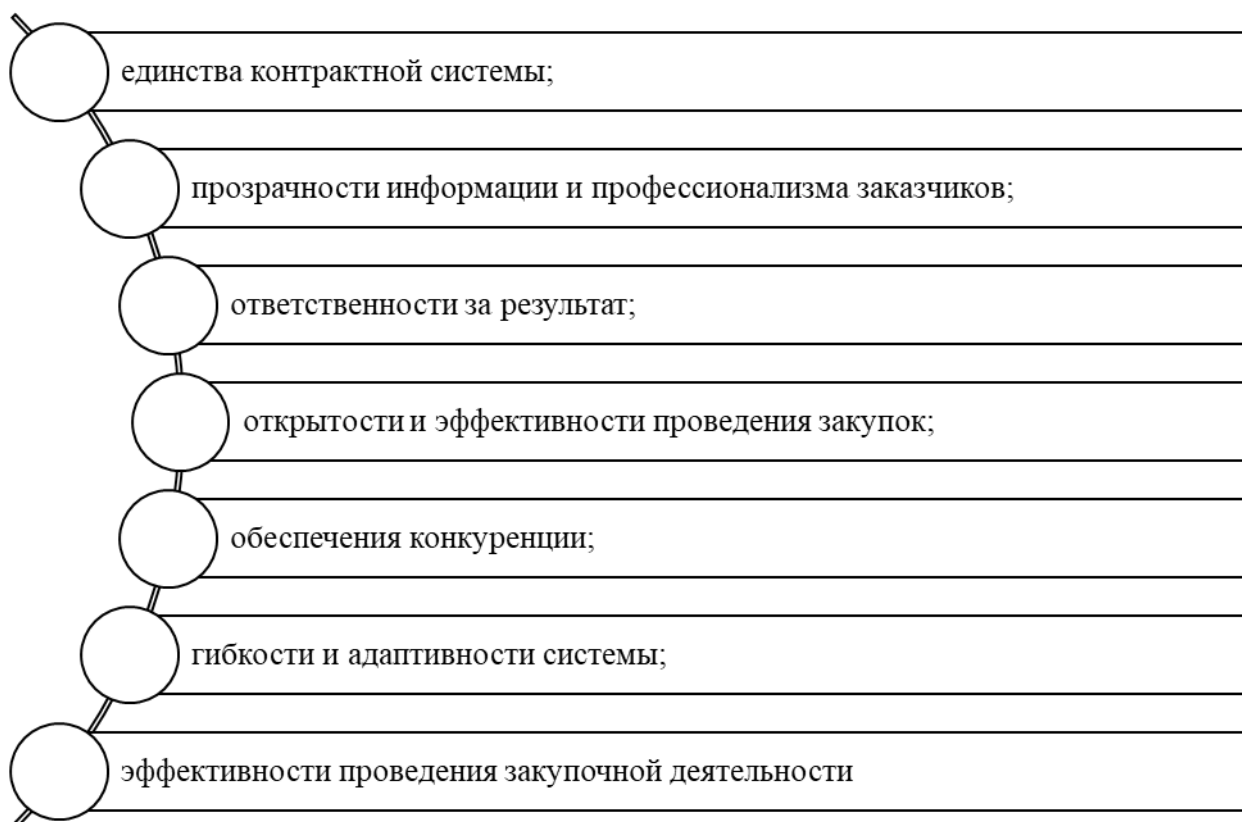 единства контрактной системы;
прозрачности информации и профессионализма заказчиков;
ответственности за результат;
открытости и эффективности проведения закупок;
обеспечения конкуренции;
гибкости и адаптивности системы;
эффективности проведения закупочной деятельности